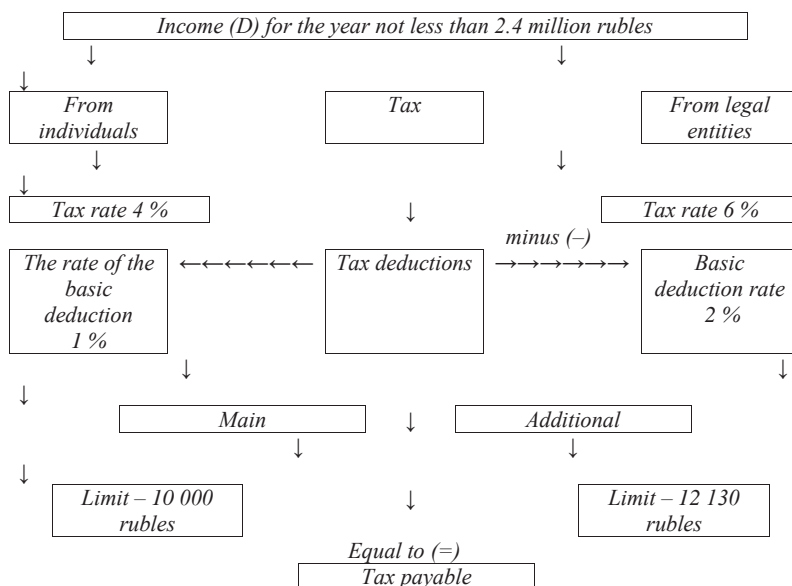 Income (D) for the year not less than 2.4 million rubles
↓ ↓
↓
From individuals
Tax
From legal entities
↓ ↓
↓
Tax rate 4 %
↓
Tax rate 6 %
minus (–)
The rate of the
basic
deduction
1 %
←←←←←←
Tax deductions
→→→→→→
Basic
deduction rate
2 %
↓ ↓
↓
Main
↓
Additional
↓ ↓
↓
Limit – 10 000
rubles
↓
Limit – 12 130
rubles
Equal to (=)
Tax payable